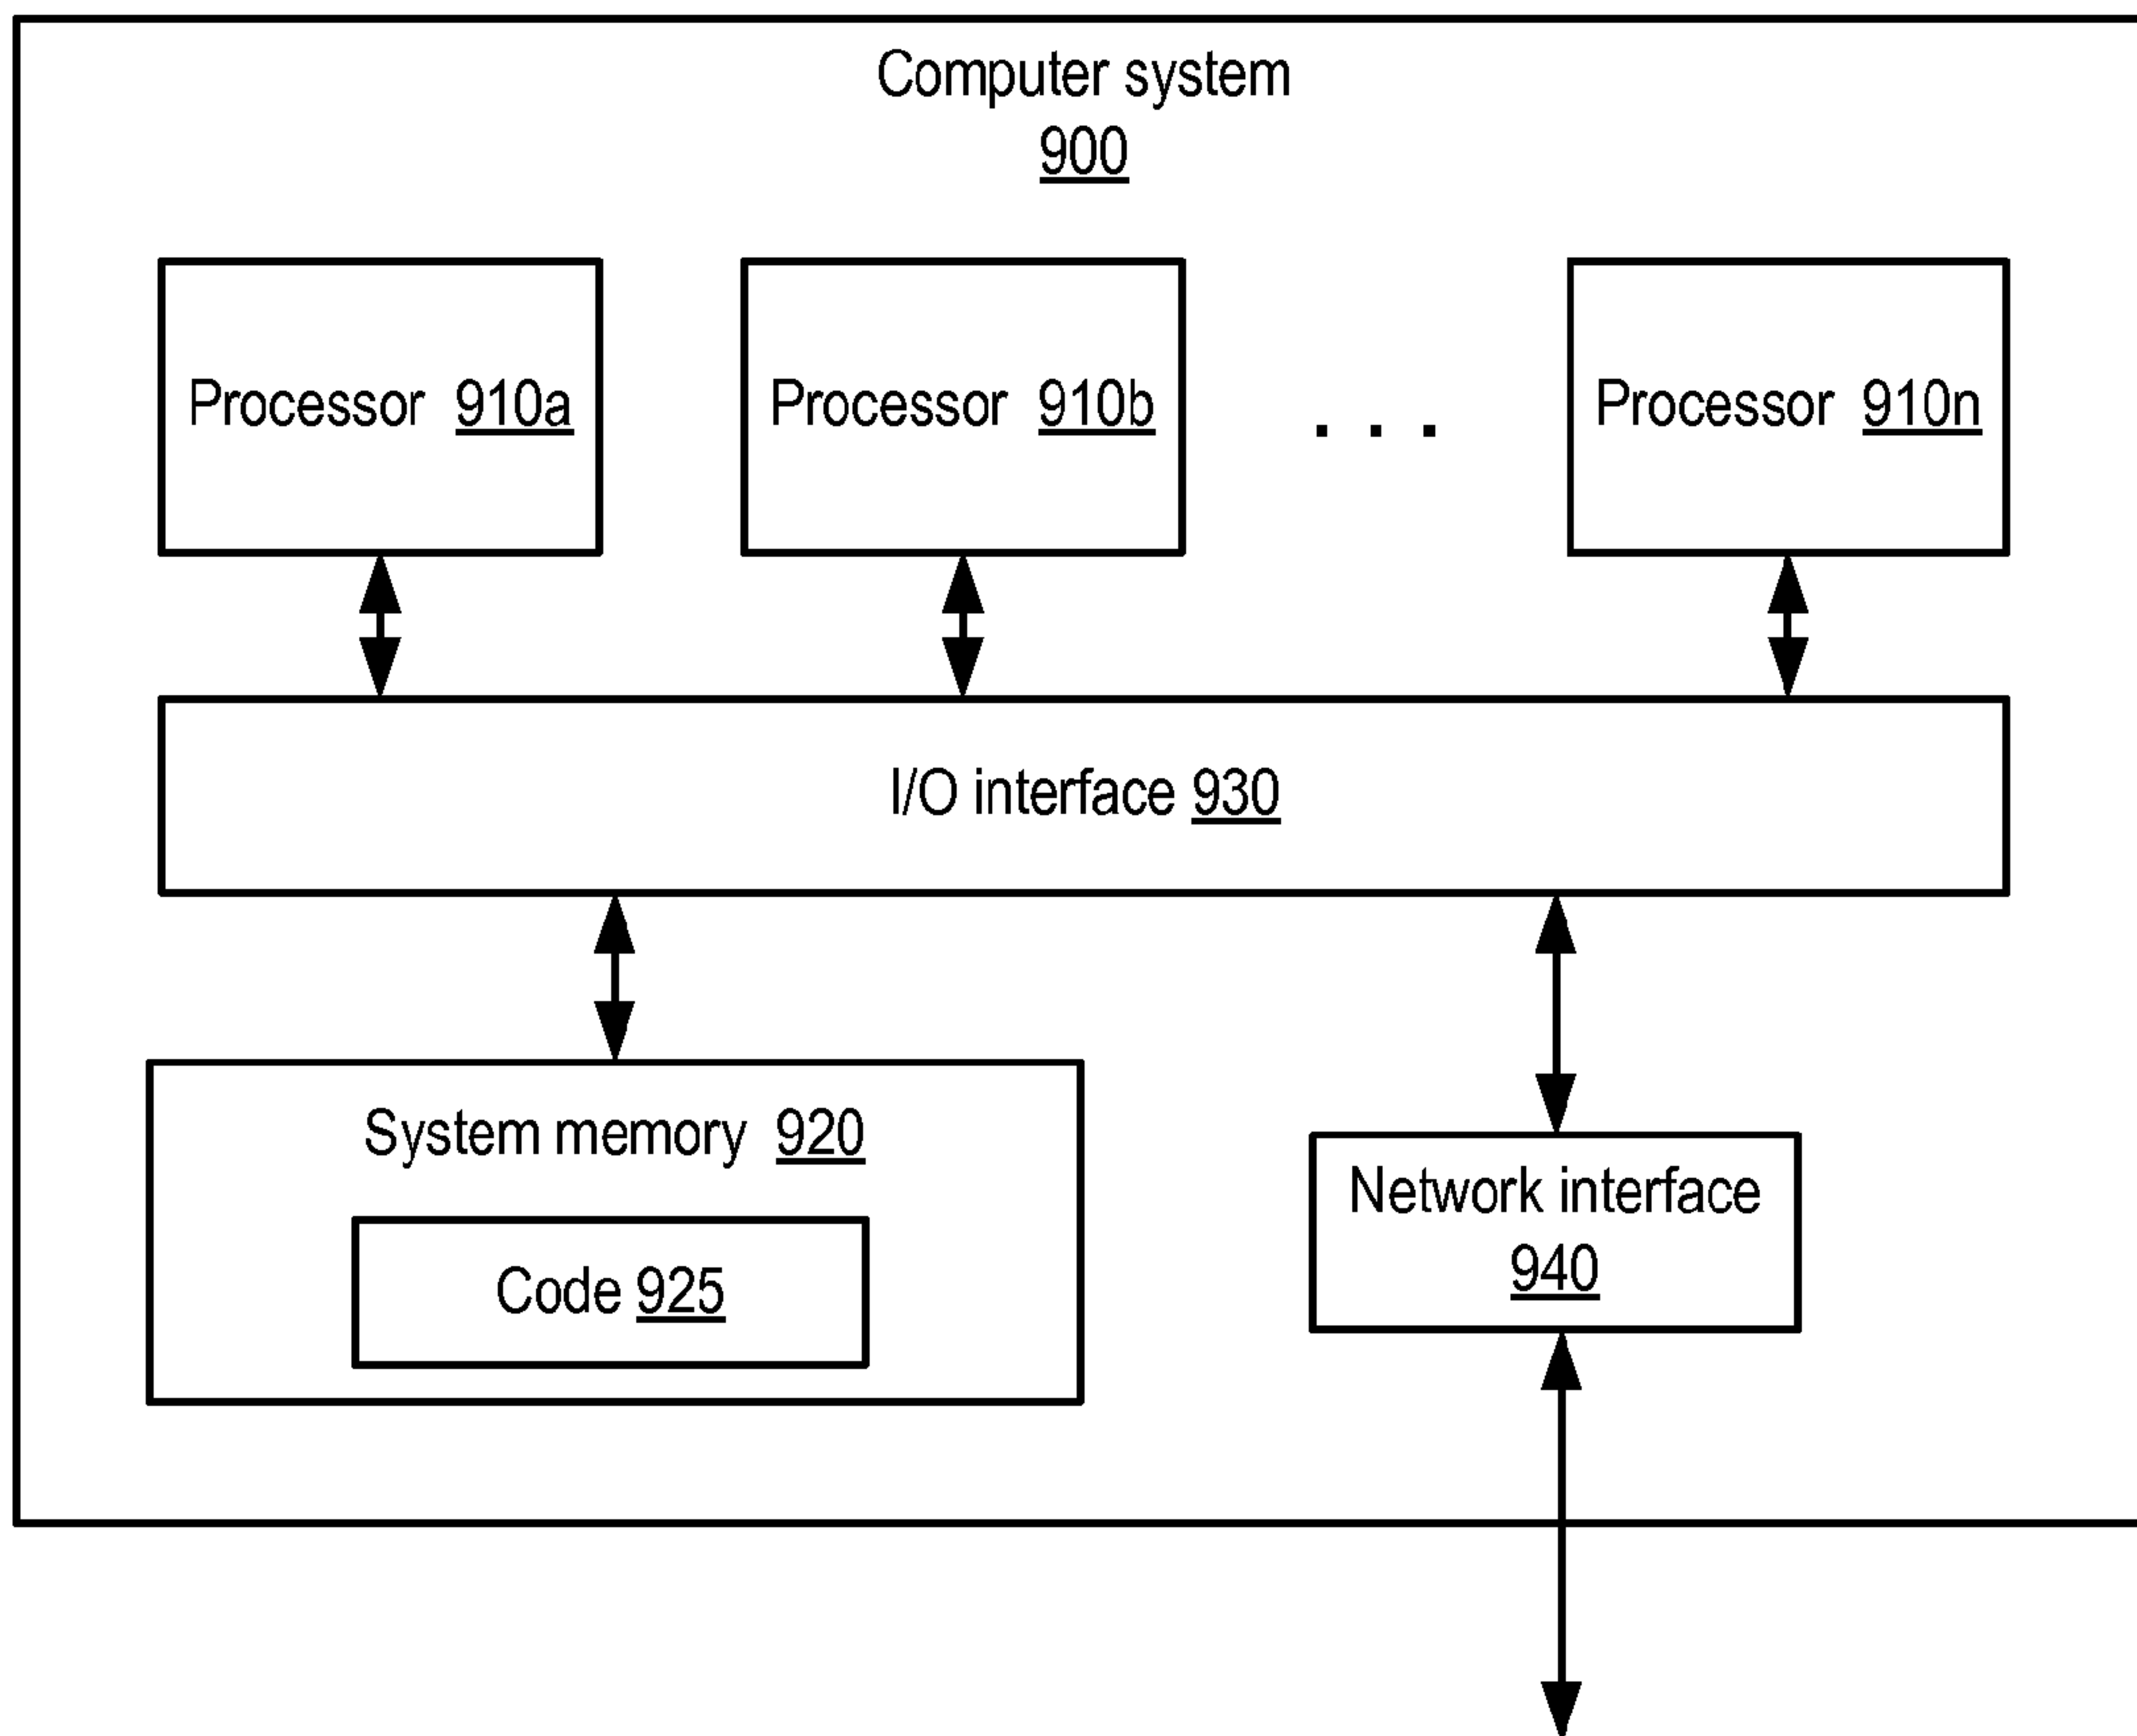 Computer system
900
Processor 910a
Processor 910b
. . .
Processor 910n
I/O interface 930
System memory 920
Network interface
940
Code 925